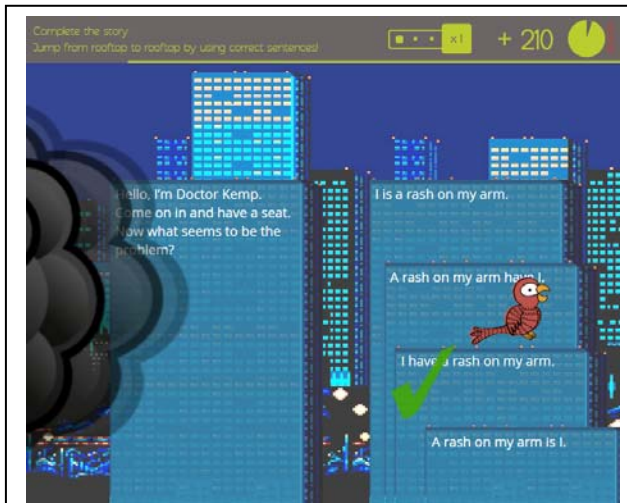 Complete the story
Jump from rooftop to rooftop by using correct sentences!
x1
+ 210
Hello, I'm Doctor Kemp.
Come on in and have a seat.
Now what seems to be the
problem?
I is a rash on my arm.
A rash on my arm have I.
I have a rash on my arm.
A rash on my arm is I.